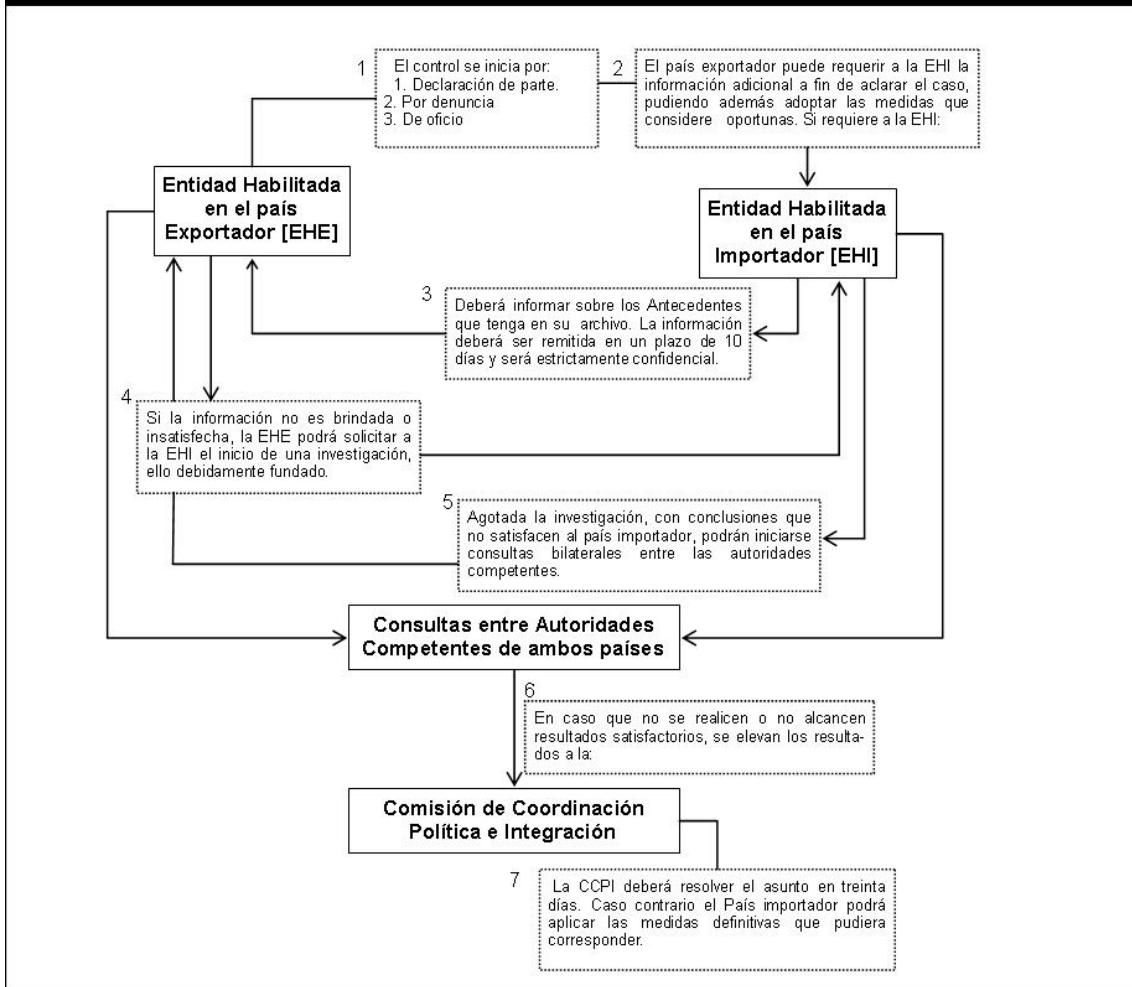 1
El control se inicia por:
1. Declaración de parte.
2. Por denuncia
3. De oficio
2
El país exportador puede requerir a la EHI la
información adicional a fin de aclarar el caso,
pudiendo además adoptar las medidas que
considere oportunas. Si requiere a la EHI:
Entidad Habilitada
en el país
Exportador [EHE]
Entidad Habilitada
en el país
Importador [EHI]
3
Deberá informar sobre los Antecedentes
que tenga en su archivo. La información
deberá ser remitida en un plazo de 10
días y será estrictamente confidencial.
4
Si la información no es brindada o
insatisfecha, la EHE podrá solicitar a
la EHI el inicio de una investigación,
ello debidamente fundado.
5
Agotada la investigación, con conclusiones que
no satisfacen al país importador, podrán iniciarse
consultas bilaterales entre las autoridades
competentes.
Consultas entre Autoridades
Competentes de ambos países
6
En caso que no se realicen o no alcancen
resultados satisfactorios, se elevan los resulta-
dos a la:
Comisión de Coordinación
Política e Integración
7
La CCPI deberá resolver el asunto en treinta
días. Caso contrario el País importador podrá
aplicar las medidas definitivas que pudiera
corresponder.